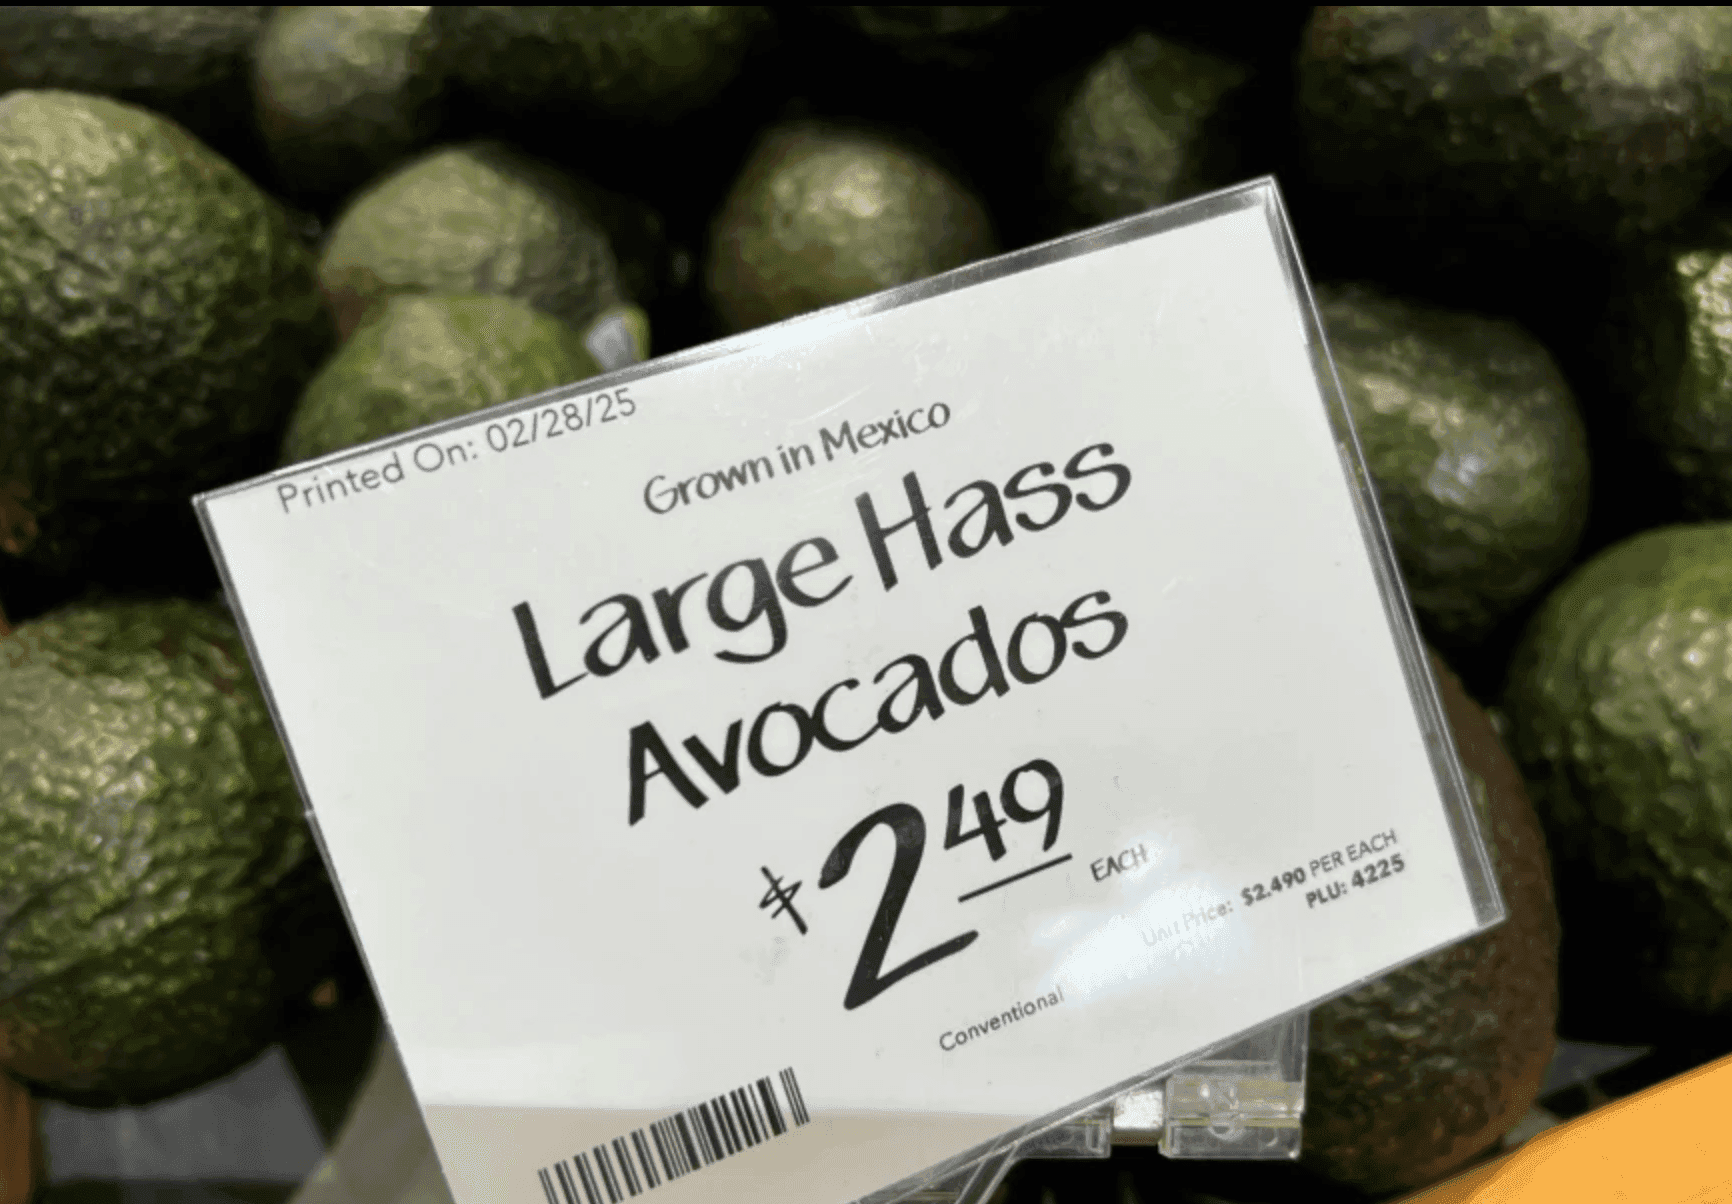 Printed On: 02/28/25
Grown in Mexico
Large Hass
Avocados
$2.49 EACH
Unit Price: $2.490 PER EACH
PLU: 4225
Conventional